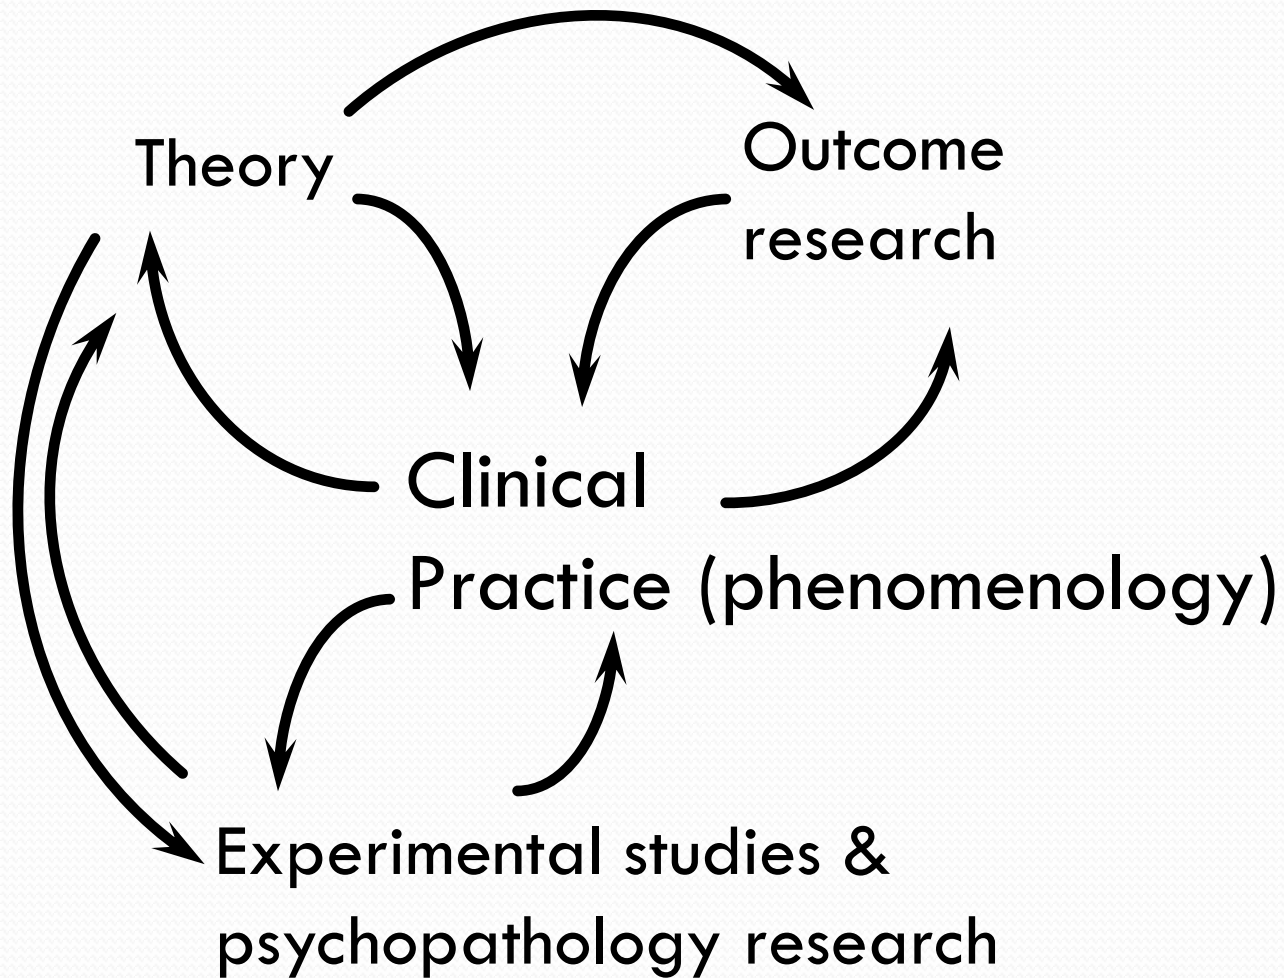 Theory
Outcome
research
Clinical
Practice (phenomenology)
Experimental studies &
psychopathology research